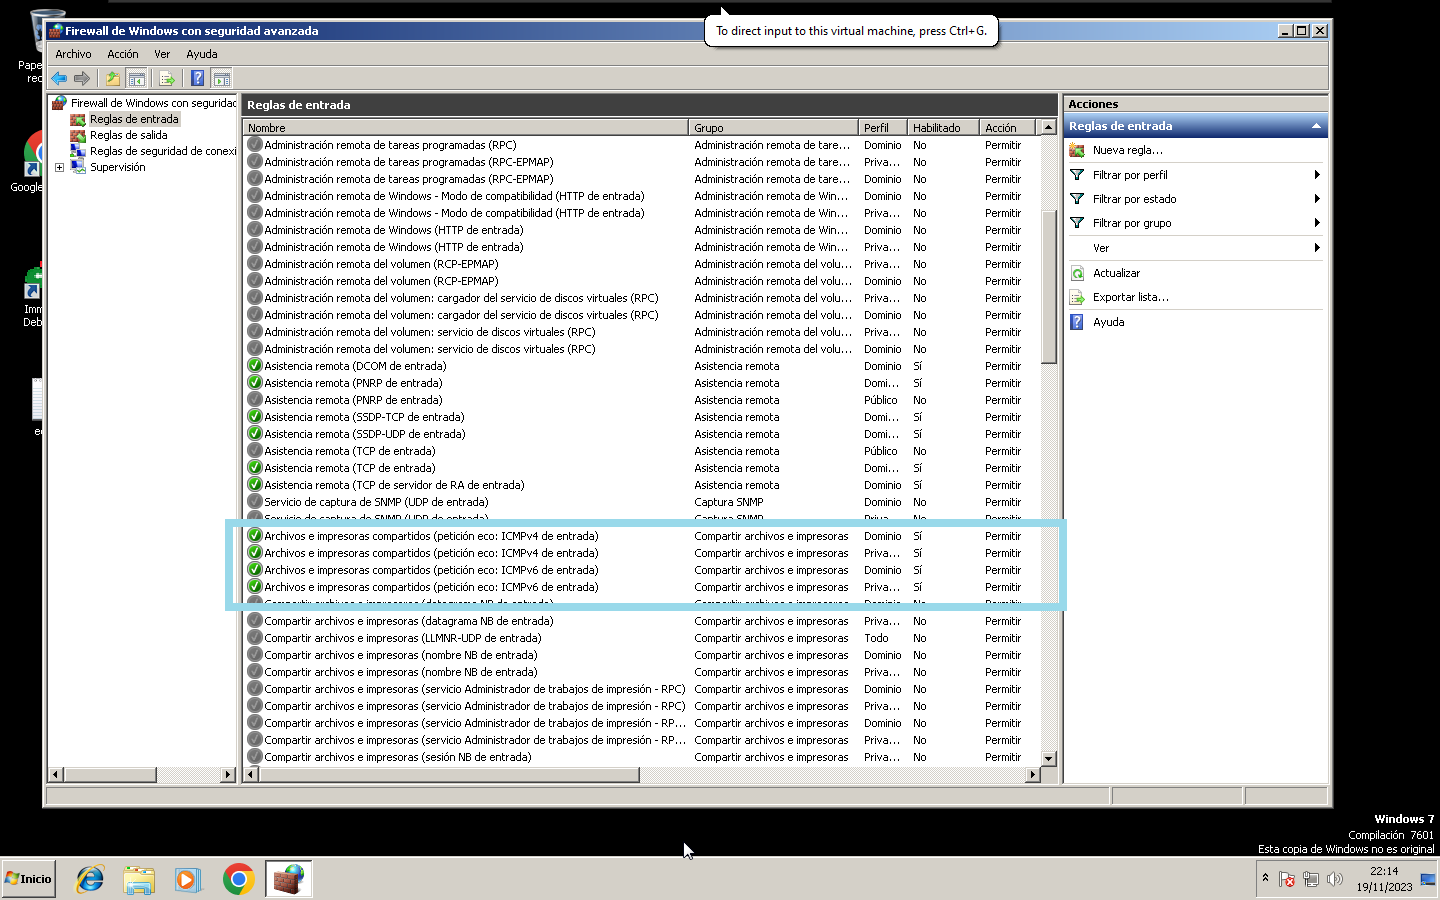 To direct input to this virtual machine, press Ctrl+G.
Firewall de Windows con seguridad avanzada
Archivo Acción Ver Ayuda
Firewall de Windows con seguridad
Reglas de entrada
Reglas de salida
Reglas de seguridad de conexi
Supervisión
Reglas de entrada
Nombre Grupo Perfil Habilitado Acción
Administración remota de tareas programadas (RPC) Administración remota de tare... Dominio No Permitir
Administración remota de tareas programadas (RPC-EPMAP) Administración remota de tare... Priva... No Permitir
Administración remota de tareas programadas (RPC-EPMAP) Administración remota de tare... Dominio No Permitir
Administración remota de Windows - Modo de compatibilidad (HTTP de entrada) Administración remota de Win... Dominio No Permitir
Administración remota de Windows - Modo de compatibilidad (HTTP de entrada) Administración remota de Win... Priva... No Permitir
Administración remota de Windows (HTTP de entrada) Administración remota de Win... Dominio No Permitir
Administración remota de Windows (HTTP de entrada) Administración remota de Win... Priva... No Permitir
Administración remota del volumen (RCP-EPMAP) Administración remota del volu... Priva... No Permitir
Administración remota del volumen (RCP-EPMAP) Administración remota del volu... Dominio No Permitir
Administración remota del volumen: cargador del servicio de discos virtuales (RPC) Administración remota del volu... Priva... No Permitir
Administración remota del volumen: cargador del servicio de discos virtuales (RPC) Administración remota del volu... Dominio No Permitir
Administración remota del volumen: servicio de discos virtuales (RPC) Administración remota del volu... Priva... No Permitir
Administración remota del volumen: servicio de discos virtuales (RPC) Administración remota del volu... Dominio No Permitir
Asistencia remota (DCOM de entrada) Asistencia remota Dominio Sí Permitir
Asistencia remota (PNRP de entrada) Asistencia remota Domi... Sí Permitir
Asistencia remota (PNRP de entrada) Asistencia remota Público No Permitir
Asistencia remota (SSDP-TCP de entrada) Asistencia remota Domi... Sí Permitir
Asistencia remota (SSDP-UDP de entrada) Asistencia remota Domi... Sí Permitir
Asistencia remota (TCP de entrada) Asistencia remota Público No Permitir
Asistencia remota (TCP de entrada) Asistencia remota Domi... Sí Permitir
Asistencia remota (TCP de servidor de RA de entrada) Asistencia remota Dominio Sí Permitir
Servicio de captura de SNMP (UDP de entrada) Captura SNMP Dominio No Permitir
Servicio de captura de SNMP (UDP de entrada) Captura SNMP Priva... No Permitir
Archivos e impresoras compartidos (petición eco: ICMPv4 de entrada) Compartir archivos e impresoras Dominio Sí Permitir
Archivos e impresoras compartidos (petición eco: ICMPv4 de entrada) Compartir archivos e impresoras Priva... Sí Permitir
Archivos e impresoras compartidos (petición eco: ICMPv6 de entrada) Compartir archivos e impresoras Dominio Sí Permitir
Archivos e impresoras compartidos (petición eco: ICMPv6 de entrada) Compartir archivos e impresoras Priva... Sí Permitir
Compartir archivos e impresoras (datagrama NB de entrada) Compartir archivos e impresoras Dominio No Permitir
Compartir archivos e impresoras (datagrama NB de entrada) Compartir archivos e impresoras Priva... No Permitir
Compartir archivos e impresoras (LLMNR-UDP de entrada) Compartir archivos e impresoras Todo No Permitir
Compartir archivos e impresoras (nombre NB de entrada) Compartir archivos e impresoras Dominio No Permitir
Compartir archivos e impresoras (nombre NB de entrada) Compartir archivos e impresoras Priva... No Permitir
Compartir archivos e impresoras (servicio Administrador de trabajos de impresión - RPC) Compartir archivos e impresoras Dominio No Permitir
Compartir archivos e impresoras (servicio Administrador de trabajos de impresión - RPC) Compartir archivos e impresoras Priva... No Permitir
Compartir archivos e impresoras (servicio Administrador de trabajos de impresión - RP... Compartir archivos e impresoras Dominio No Permitir
Compartir archivos e impresoras (servicio Administrador de trabajos de impresión - RP... Compartir archivos e impresoras Priva... No Permitir
Compartir archivos e impresoras (sesión NB de entrada) Compartir archivos e impresoras Priva... No Permitir
Acciones
Reglas de entrada
Nueva regla...
Filtrar por perfil
Filtrar por estado
Filtrar por grupo
Ver
Actualizar
Exportar lista...
Ayuda
Pape
rec
Google
Imm
Deb
Windows 7
Compilación 7601
Esta copia de Windows no es original
Inicio
22:14
19/11/2023